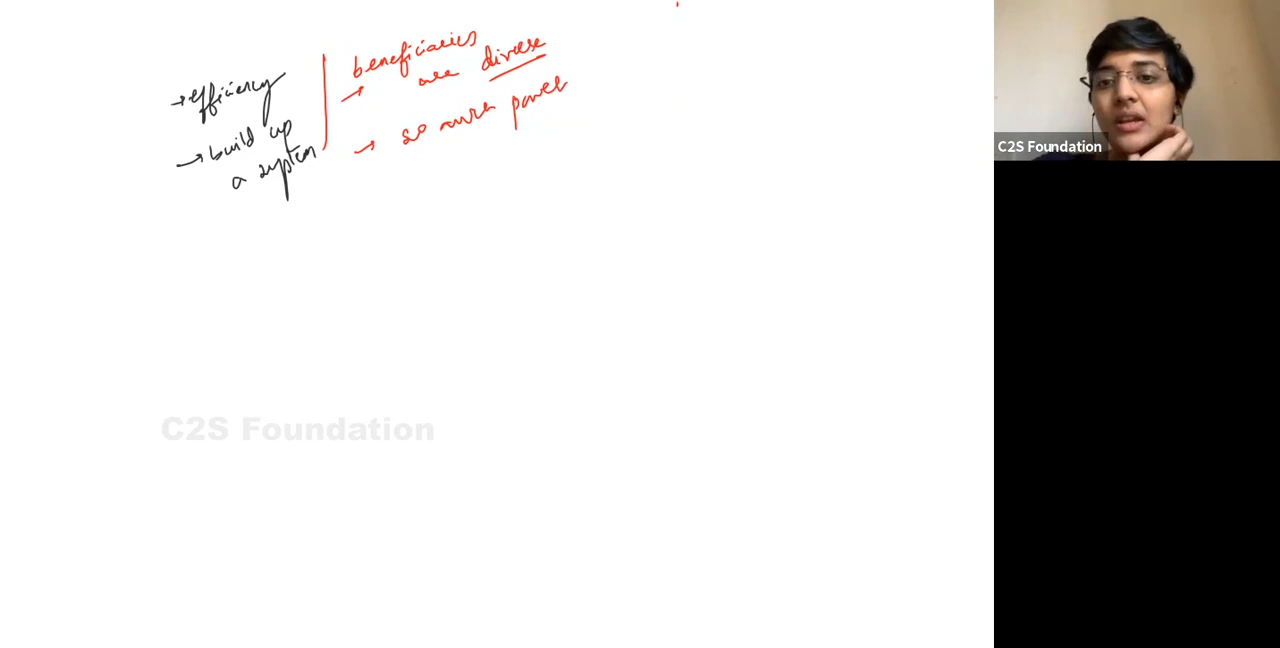 → efficiency
→ build up
a system
beneficiaries
→ are diverse
→ so much power
C2S Foundation
C2S Foundation